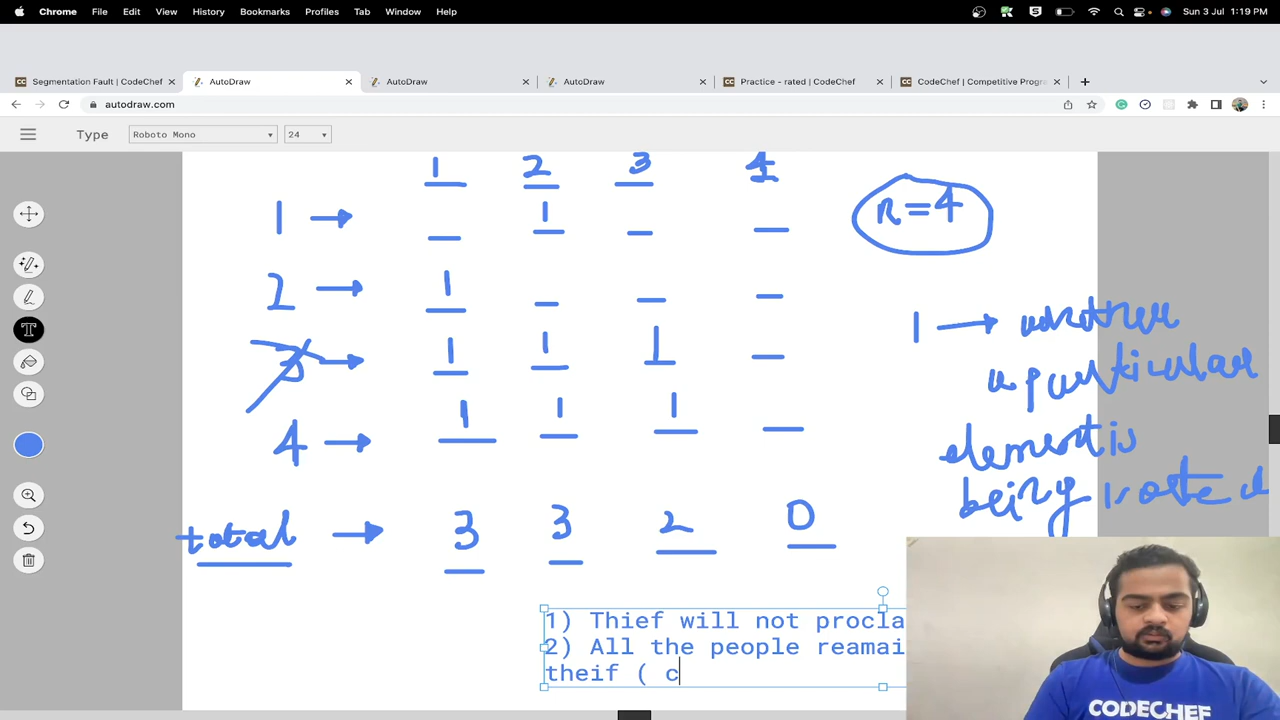 Chrome File Edit View History Bookmarks Profiles Tab Window Help Sun 3 Jul 1:19 PM
Segmentation Fault | CodeChef AutoDraw AutoDraw AutoDraw Practice - rated | CodeChef CodeChef | Competitive Progr
autodraw.com
Type Roboto Mono 24
1 2 3 4
n=4
1 → _ 1 _ _
2 → 1 _ _ _
1 → whether
3 → 1 1 1 _
a particular
4 → 1 1 1 _
element is
being voted
total → 3 3 2 0
1) Thief will not procla
2) All the people reamai
theif ( c
CODECHEF